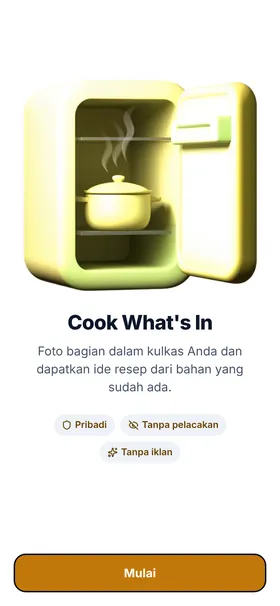 Cook What's In
Foto bagian dalam kulkas Anda dan
dapatkan ide resep dari bahan yang
sudah ada.
Pribadi
Tanpa pelacakan
Tanpa iklan
Mulai